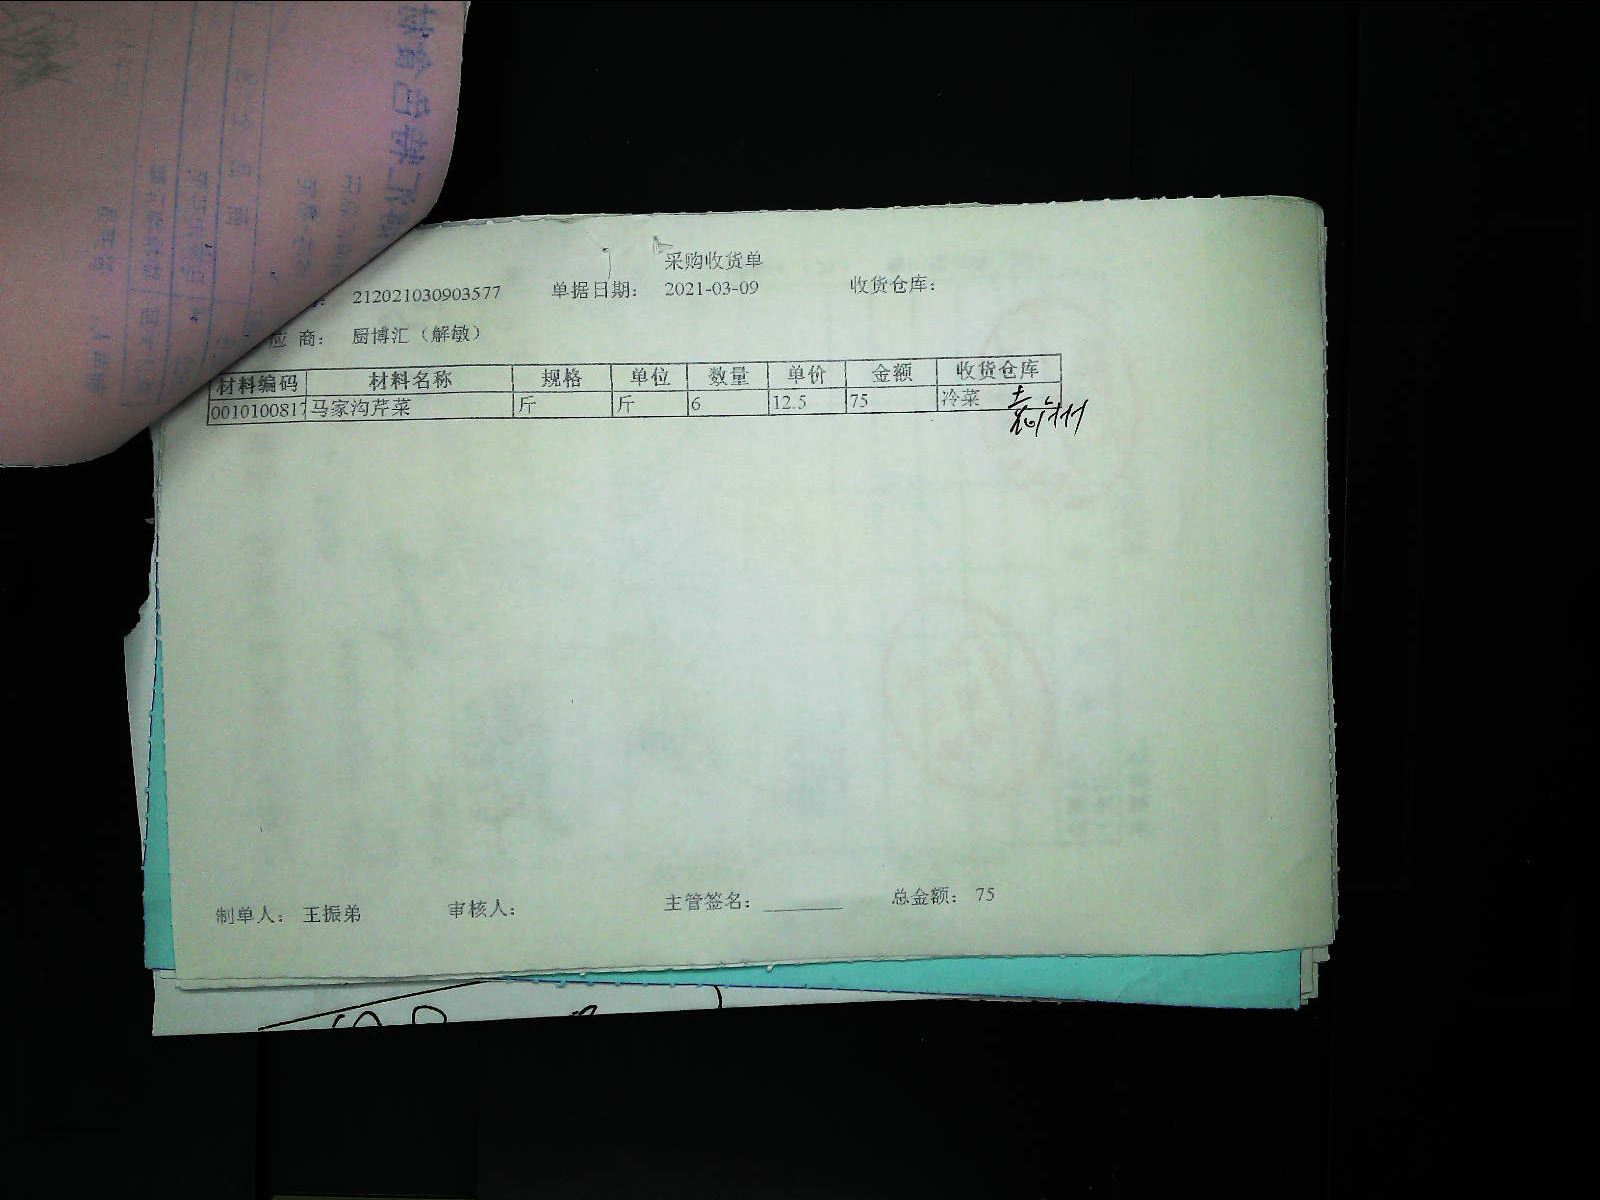 采购收货单
212021030903577 单据日期: 2021-03-09 收货仓库:
应 商: 厨博汇（解敏）
材料编码 材料名称 规格 单位 数量 单价 金额 收货仓库
0010100817 马家沟芹菜 斤 斤 6 12.5 75 冷菜
制单人: 王振弟 审核人: 主管签名: ________ 总金额: 75